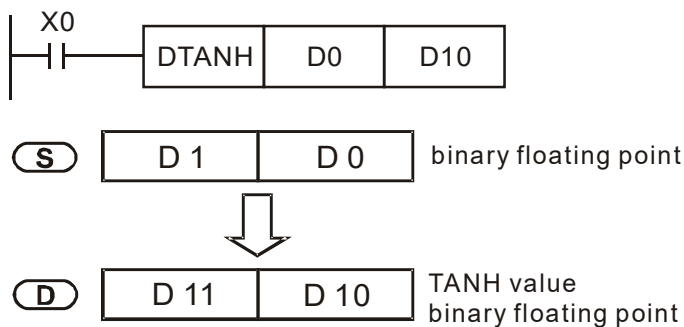 X0
DTANH D0 D10
S D 1 D 0 binary floating point
D D 11 D 10 TANH value
binary floating point